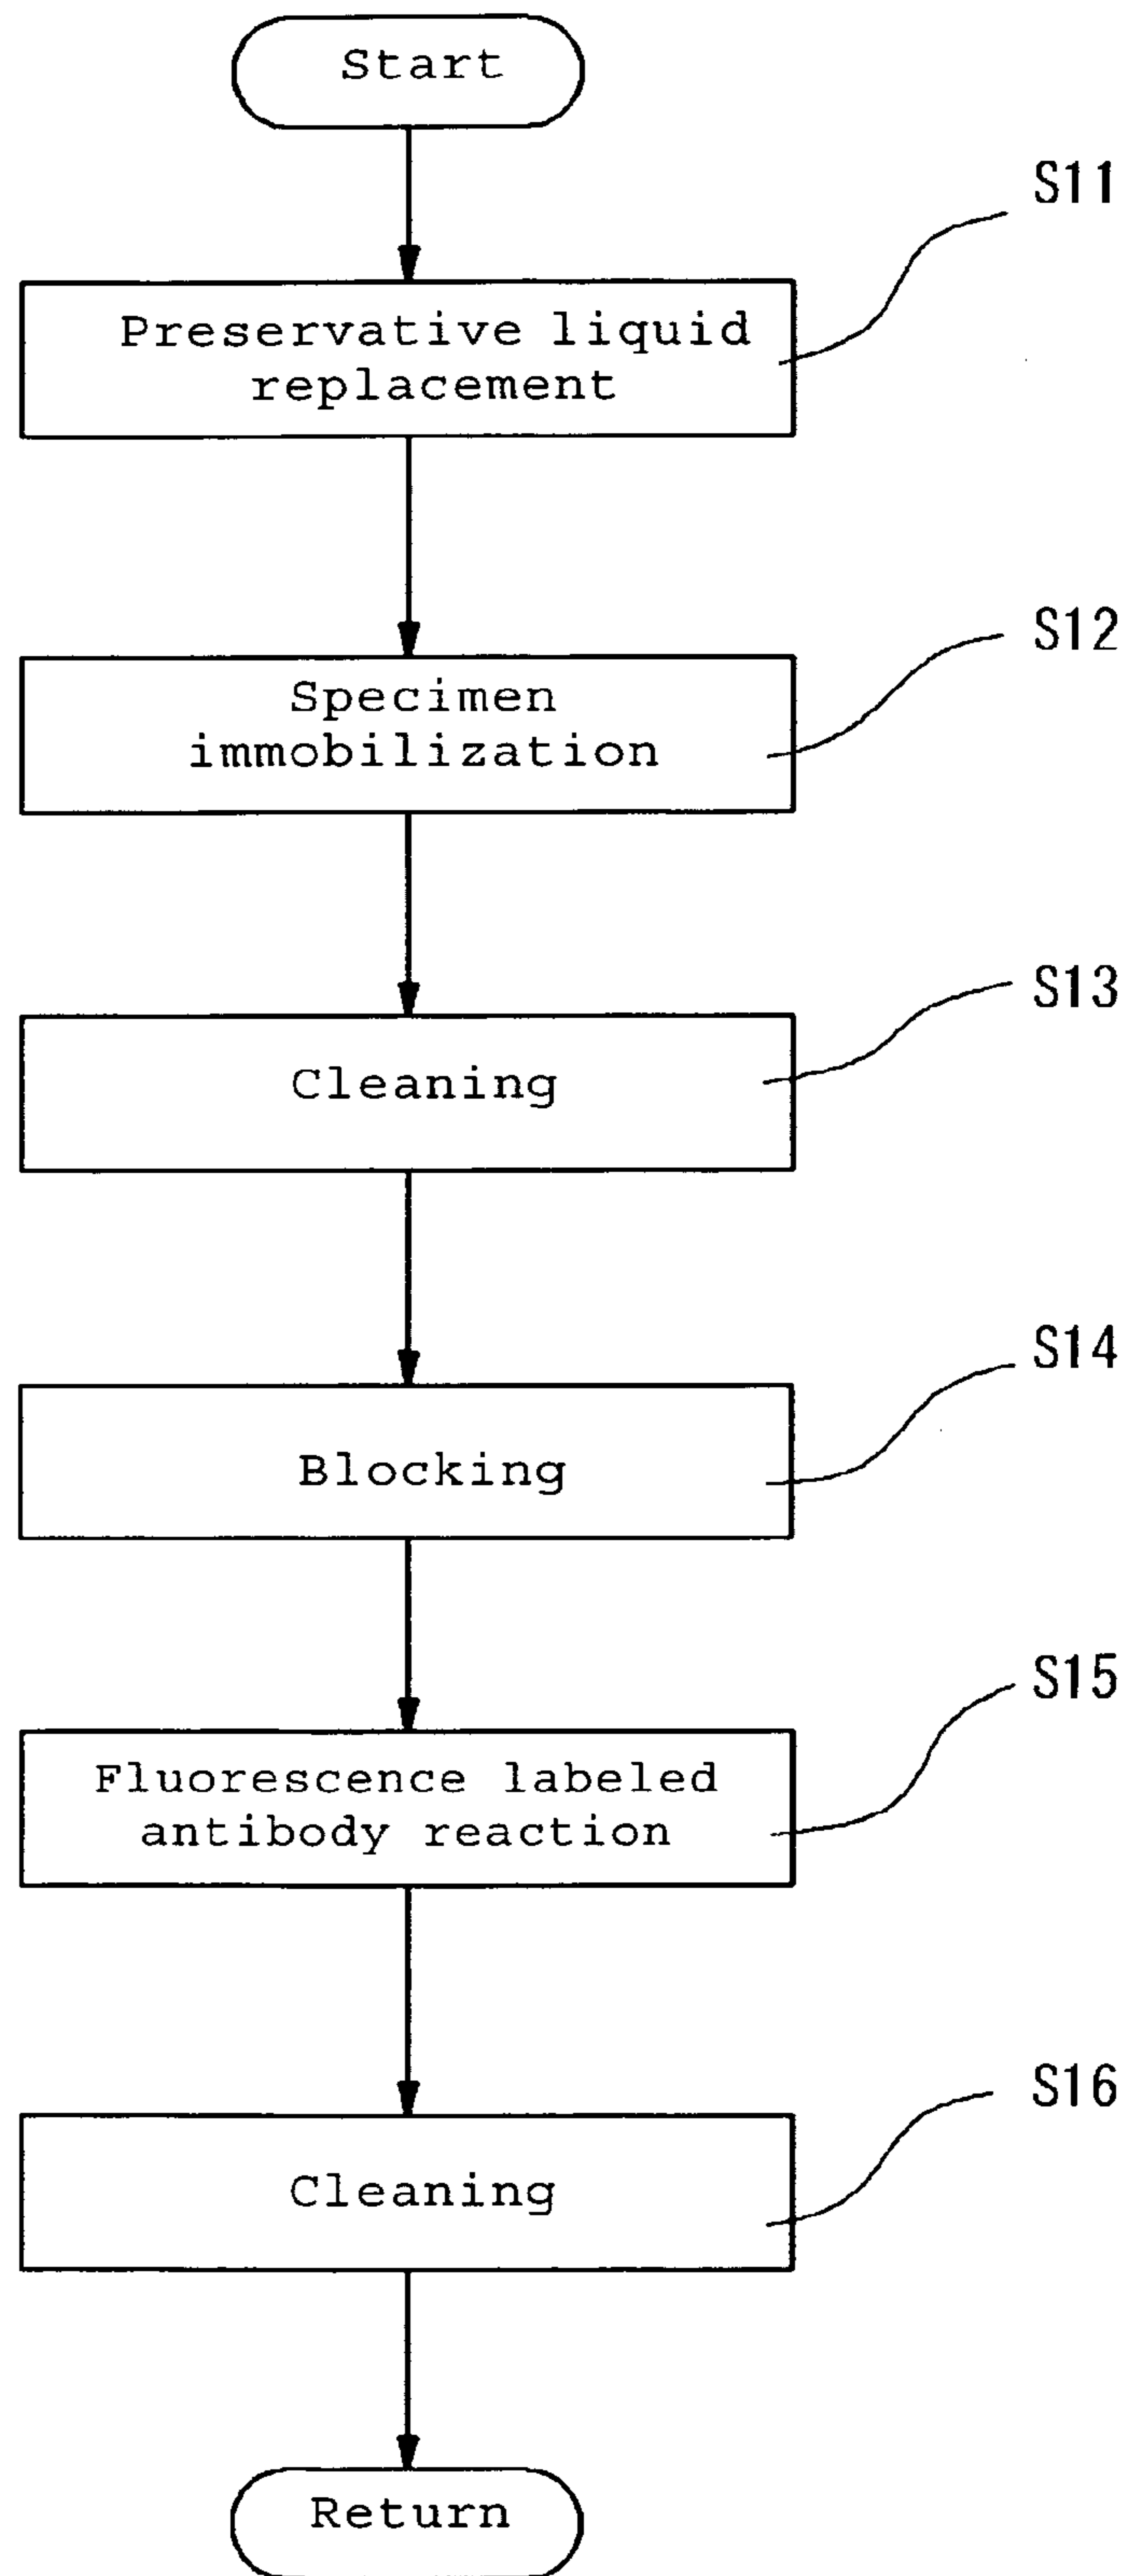 Start
S11
Preservative liquid
replacement
S12
Specimen
immobilization
S13
Cleaning
S14
Blocking
S15
Fluorescence labeled
antibody reaction
S16
Cleaning
Return